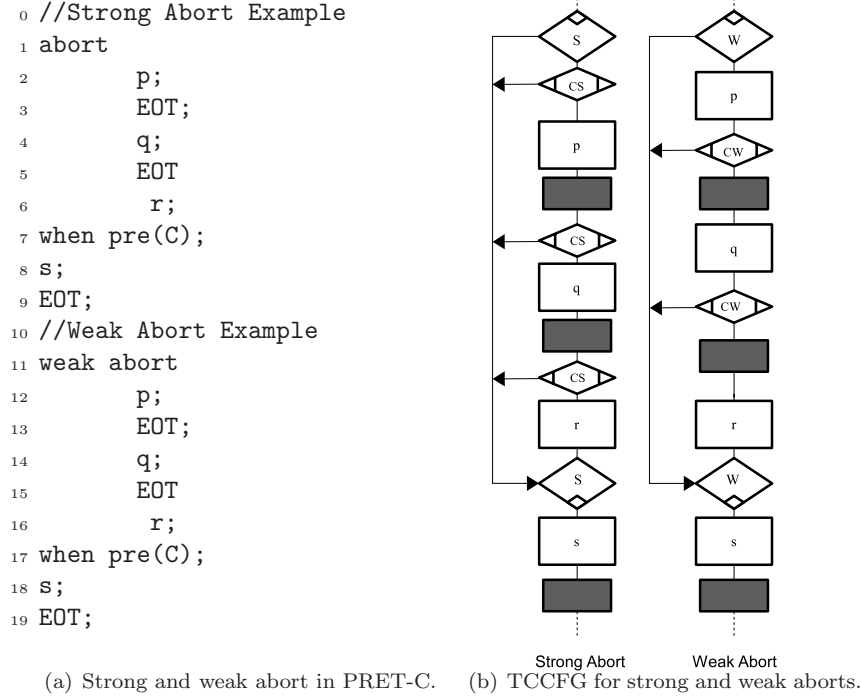 0 //Strong Abort Example
1 abort
2 p;
3 EOT;
4 q;
5 EOT
6 r;
7 when pre(C);
8 s;
9 EOT;
10 //Weak Abort Example
11 weak abort
12 p;
13 EOT;
14 q;
15 EOT
16 r;
17 when pre(C);
18 s;
19 EOT;
(a) Strong and weak abort in PRET-C.
S
CS
p
CS
q
CS
r
S
s
Strong Abort
W
p
CW
q
CW
r
W
s
Weak Abort
(b) TCCFG for strong and weak aborts.